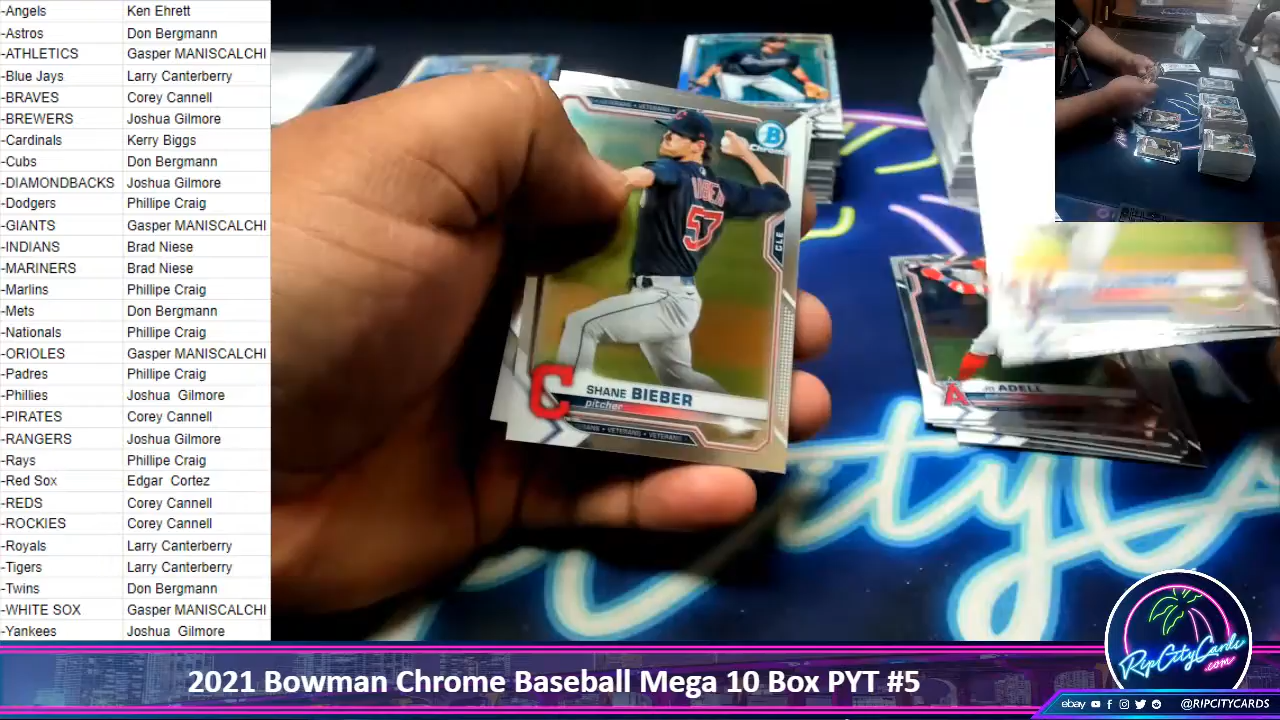 -Angels Ken Ehrett
-Astros Don Bergmann
-ATHLETICS Gasper MANISCALCHI
-Blue Jays Larry Canterberry
-BRAVES Corey Cannell
-BREWERS Joshua Gilmore
-Cardinals Kerry Biggs
-Cubs Don Bergmann
-DIAMONDBACKS Joshua Gilmore
-Dodgers Phillipe Craig
-GIANTS Gasper MANISCALCHI
-INDIANS Brad Niese
-MARINERS Brad Niese
-Marlins Phillipe Craig
-Mets Don Bergmann
-Nationals Phillipe Craig
-ORIOLES Gasper MANISCALCHI
-Padres Phillipe Craig
-Phillies Joshua Gilmore
-PIRATES Corey Cannell
-RANGERS Joshua Gilmore
-Rays Phillipe Craig
-Red Sox Edgar Cortez
-REDS Corey Cannell
-ROCKIES Corey Cannell
-Royals Larry Canterberry
-Tigers Larry Canterberry
-Twins Don Bergmann
-WHITE SOX Gasper MANISCALCHI
-Yankees Joshua Gilmore
B
Chrome
57
CLE
C
SHANE BIEBER
pitcher
VETERANS • VETERANS
ADELL
A
city
RipCityCards
.com
2021 Bowman Chrome Baseball Mega 10 Box PYT #5
ebay @RIPCITYCARDS